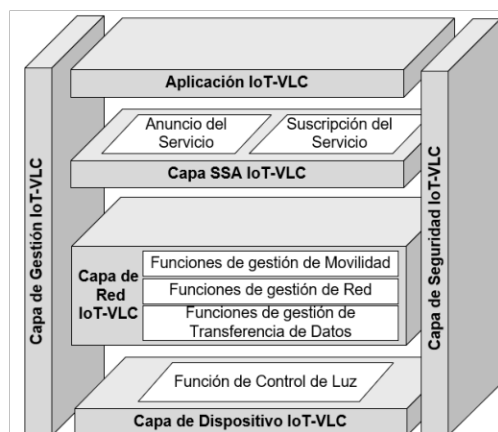 Aplicación IoT-VLC
Anuncio del
Servicio
Suscripción del
Servicio
Capa SSA IoT-VLC
Capa de Gestión IoT-VLC
Capa de
Red
IoT-VLC
Funciones de gestión de Movilidad
Funciones de gestión de Red
Funciones de gestión de
Transferencia de Datos
Capa de Seguridad IoT-VLC
Función de Control de Luz
Capa de Dispositivo IoT-VLC